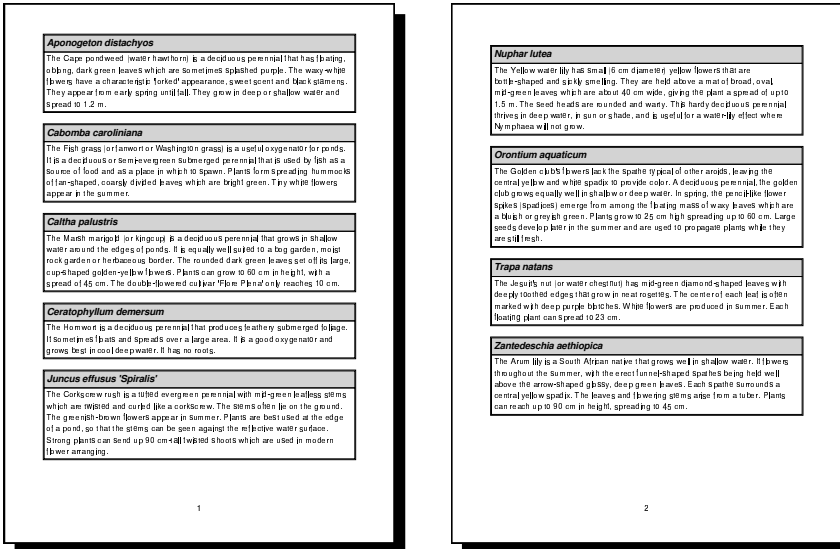 Aponogeton distachyos
The Cape pondweed (water hawthorn) is a deciduous perennial that has floating,
oblong, dark green leaves which are sometimes splashed purple. The waxy-white
flowers have a characteristic 'forked' appearance, sweet scent and black stamens.
They appear from early spring until fall. They grow in deep or shallow water and
spread to 1.2 m.
Cabomba caroliniana
The Fish grass (or fanwort or Washington grass) is a useful oxygenator for ponds.
It is a deciduous or semi-evergreen submerged perennial that is used by fish as a
source of food and as a place in which to spawn. Plants form spreading hummocks
of fan-shaped, coarsly divided leaves which are bright green. Tiny white flowers
appear in the summer.
Caltha palustris
The Marsh marigold (or kingcup) is a deciduous perennial that grows in shallow
water around the edges of ponds. It is equally well suited to a bog garden, moist
rock garden or herbaceous border. The rounded dark green leaves set off its large,
cup-shaped golden-yellow flowers. Plants can grow to 60 cm in height, with a
spread of 45 cm. The double-flowered cultivar 'Flore Plena' only reaches 10 cm.
Ceratophyllum demersum
The Hornwort is a deciduous perennial that produces feathery submerged foliage.
It sometimes floats and spreads over a large area. It is a good oxygenator and
grows best in cool deep water. It has no roots.
Juncus effusus 'Spiralis'
The Corkscrew rush is a tufted evergreen perennial with mid-green leafless stems
which are twisted and curled like a corkscrew. The stems often lie on the ground.
The greenish-brown flowers appear in summer. Plants are best used at the edge
of a pond, so that the stems can be seen against the reflective water surface.
Strong plants can send up 90 cm-tall twisted shoots which are used in modern
flower arranging.
1
Nuphar lutea
The Yellow water lily has small (6 cm diameter) yellow flowers that are
bottle-shaped and sickly smelling. They are held above a mat of broad, oval,
mid-green leaves which are about 40 cm wide, giving the plant a spread of up to
1.5 m. The seed heads are rounded and warty. This hardy deciduous perennial
thrives in deep water, in sun or shade, and is useful for a water-lily effect where
Nymphaea will not grow.
Orontium aquaticum
The Golden club's flowers lack the spathe typical of other aroids, leaving the
central yellow and white spadix to provide color. A deciduous perennial, the golden
club grows equally well in shallow or deep water. In spring, the pencil-like flower
spikes (spadices) emerge from among the floating mass of waxy leaves which are
a bluish or greyish green. Plants grow to 25 cm high spreading up to 60 cm. Large
seeds develop later in the summer and are used to propagate plants while they
are still fresh.
Trapa natans
The Jesuit's nut (or water chestnut) has mid-green diamond-shaped leaves with
deeply toothed edges that grow in neat rosettes. The center of each leaf is often
marked with deep purple blotches. White flowers are produced in summer. Each
floating plant can spread to 23 cm.
Zantedeschia aethiopica
The Arum lily is a South African native that grows well in shallow water. It flowers
throughout the summer, with the erect funnel-shaped spathes being held well
above the arrow-shaped glossy, deep green leaves. Each spathe surrounds a
central yellow spadix. The leaves and flowering stems arise from a tuber. Plants
can reach up to 90 cm in height, spreading to 45 cm.
2